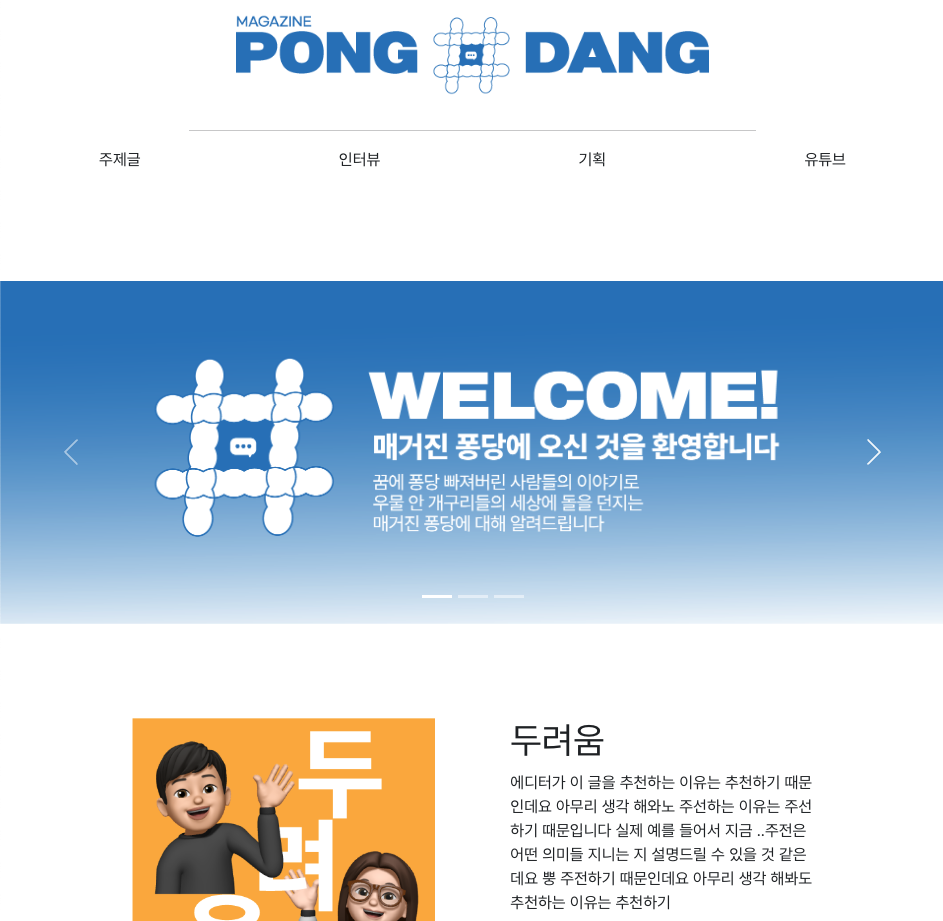 MAGAZINE
PONG DANG
주제글
인터뷰
기획
유튜브
WELCOME!
매거진 퐁당에 오신 것을 환영합니다
꿈에 퐁당 빠져버린 사람들의 이야기로
우물 안 개구리들의 세상에 돌을 던지는
매거진 퐁당에 대해 알려드립니다
두
려
움
두려움
에디터가 이 글을 추천하는 이유는 추천하기 때문
인데요 아무리 생각 해와노 주선하는 이유는 주선
하기 때문입니다 실제 예를 들어서 지금 ..주전은
어떤 의미들 지니는 지 설명드릴 수 있을 것 같은
데요 뿧 주전하기 때문인데요 아무리 생각 해봐도
추천하는 이유는 추천하기